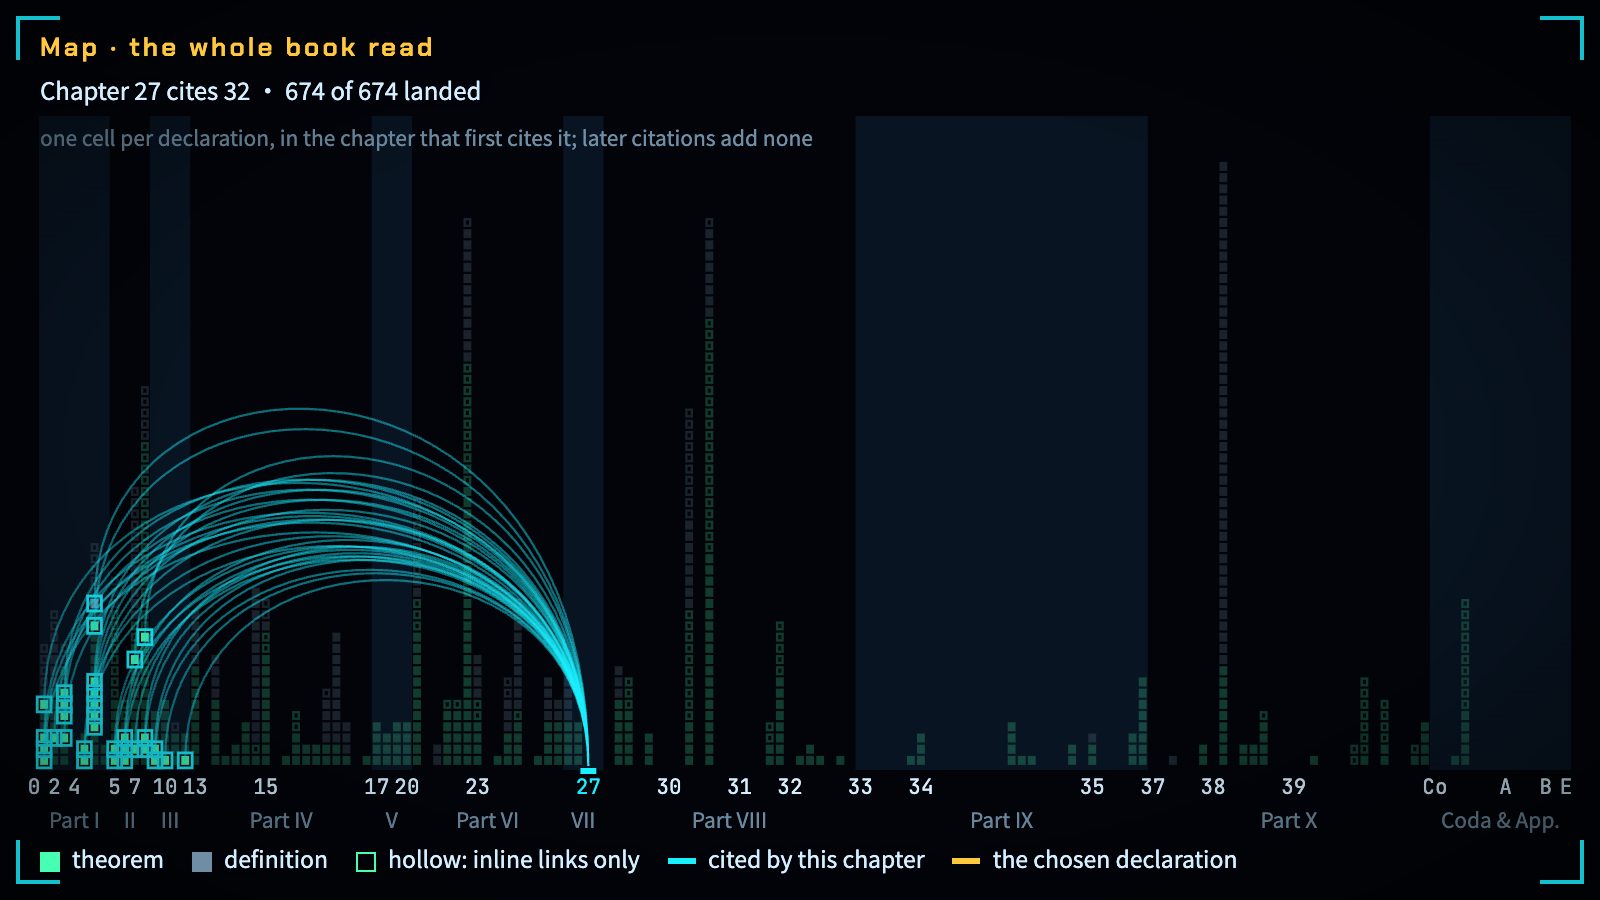 Map · the whole book read
Chapter 27 cites 32 • 674 of 674 landed
one cell per declaration, in the chapter that first cites it; later citations add none
0 2 4 5 7 10 13 15 17 20 23 27 30 31 32 33 34 35 37 38 39 Co A B E
Part I II III Part IV V Part VI VII Part VIII Part IX Part X Coda & App.
theorem definition hollow: inline links only cited by this chapter the chosen declaration